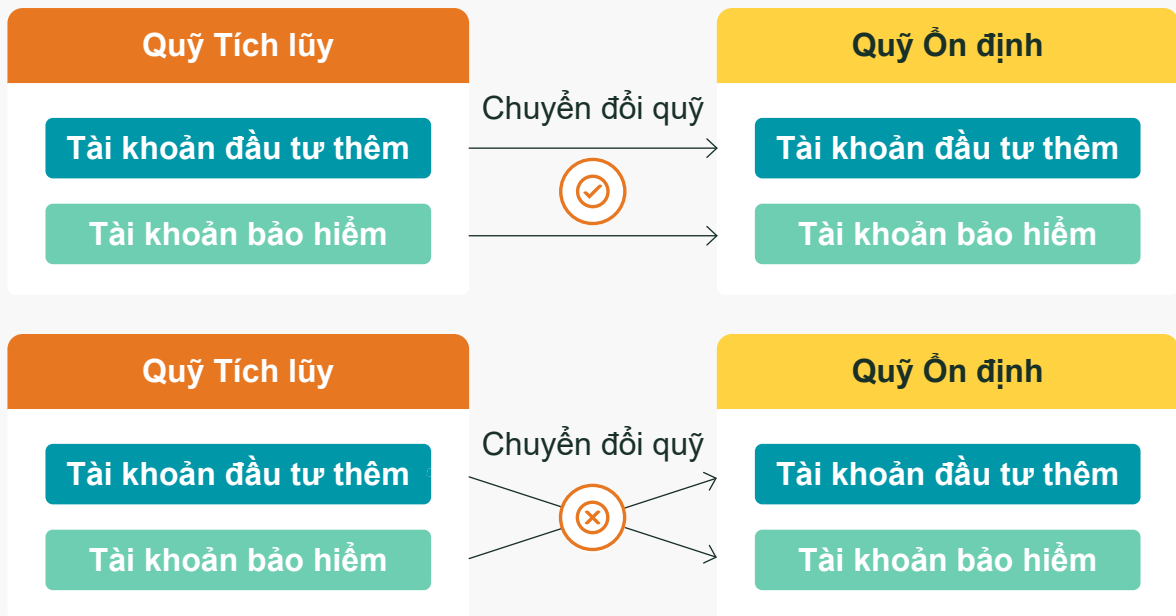 Quỹ Tích lũy
Quỹ Ổn định
Chuyển đổi quỹ
Tài khoản đầu tư thêm
Tài khoản đầu tư thêm
Tài khoản bảo hiểm
Tài khoản bảo hiểm
Quỹ Tích lũy
Quỹ Ổn định
Chuyển đổi quỹ
Tài khoản đầu tư thêm
Tài khoản đầu tư thêm
Tài khoản bảo hiểm
Tài khoản bảo hiểm